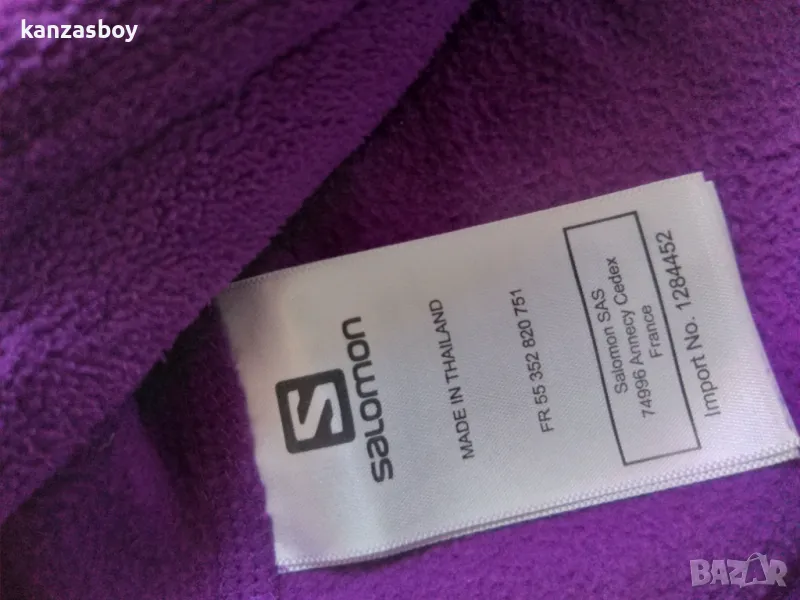 kanzasboy
S
salomon
MADE IN THAILAND
FR 55 352 820 751
Salomon SAS
74996 Annecy Cedex
France
Import No. 1284452
BAZAR